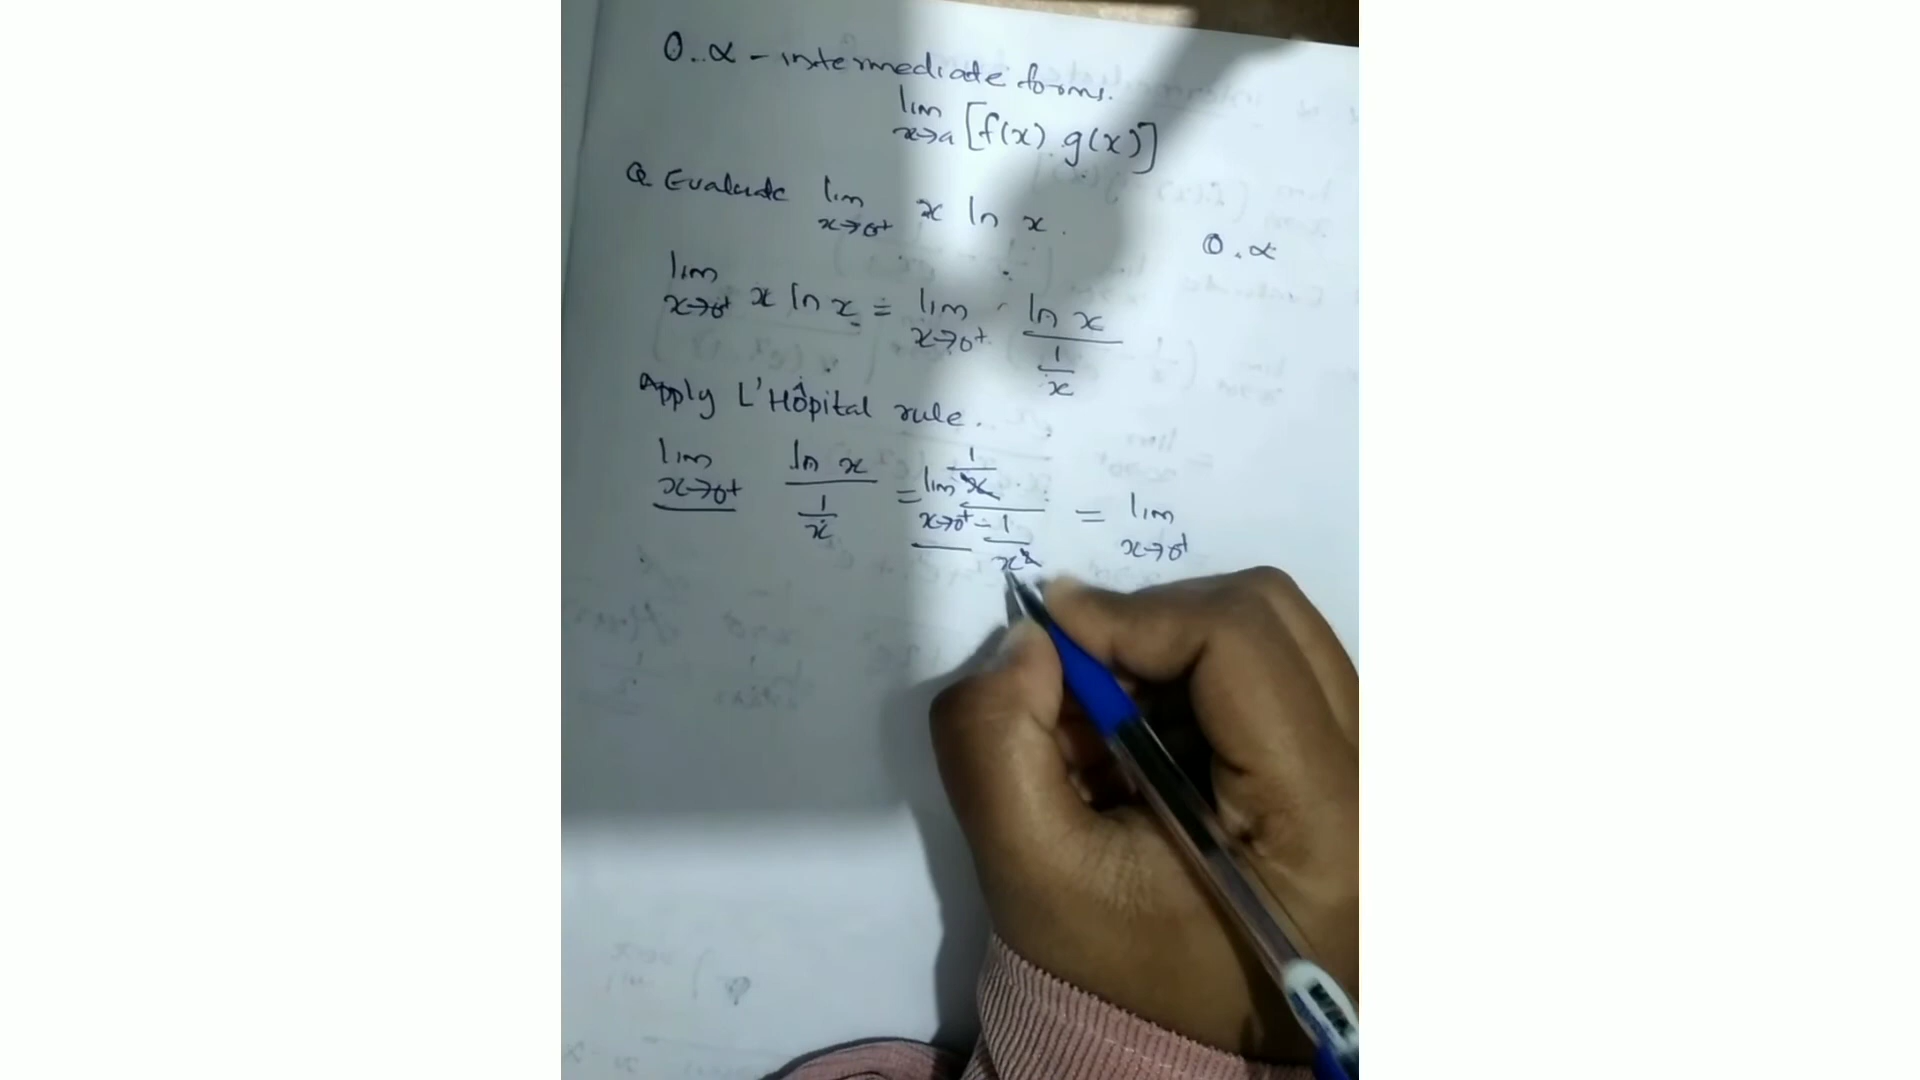 0..∝ - intermediate forms.
lim x→a [f(x) . g(x)]
Q Evaluate lim x→0⁺ x ln x.
0.∝
lim x→0⁺ x ln x = lim x→0⁺ ln x / (1/x)
Apply L'Hôpital rule.
lim x→0⁺ ln x / (1/x) = lim x→0⁺ (1/x) / (-1/x²) = lim x→0⁺